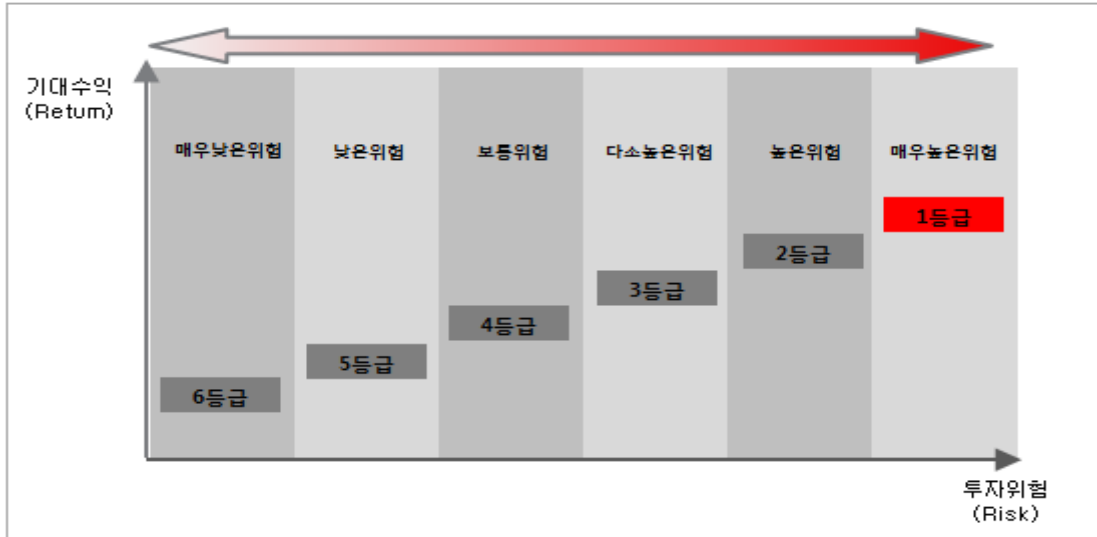 기대수익
(Return)
매우낮은위험 낮은위험 보통위험 다소높은위험 높은위험 매우높은위험
1등급
2등급
3등급
4등급
5등급
6등급
투자위험
(Risk)